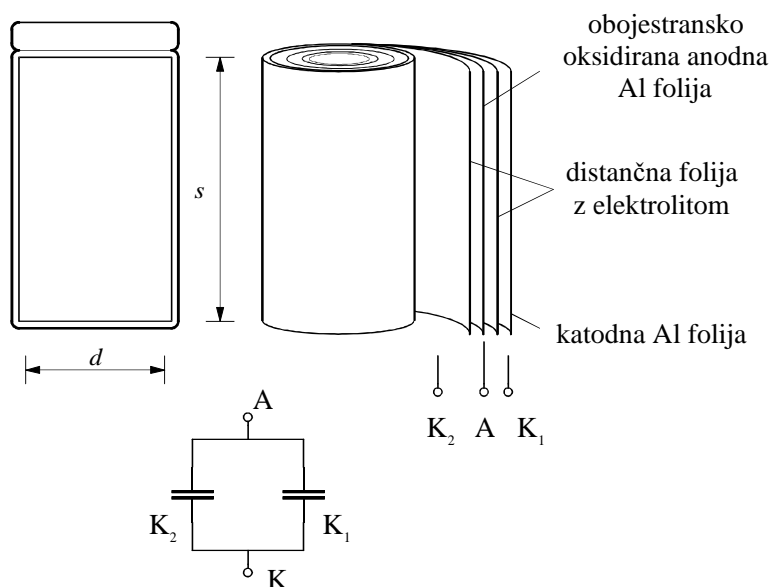 obojestransko
oksidirana anodna
Al folija
s
distančna folija
z elektrolitom
katodna Al folija
d
K₂ A K₁
A
K₂ K₁
K